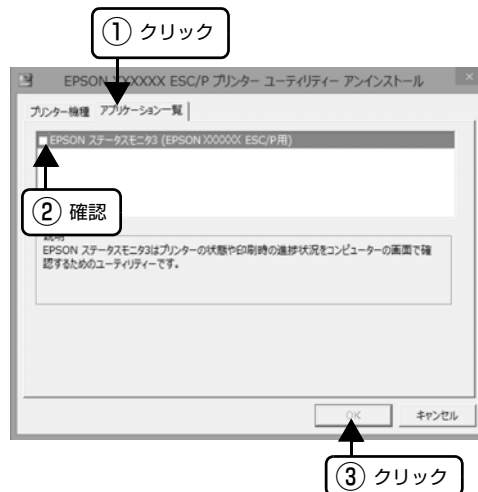 ① クリック
EPSON XXXXXX ESC/P プリンター ユーティリティー アンインストール
プリンター機種 アプリケーション一覧
EPSON ステータスモニタ3 (EPSON XXXXXX ESC/P用)
② 確認
説明
EPSON ステータスモニタ3はプリンターの状態や印刷時の進捗状況をコンピューターの画面で確
認するためのユーティリティーです。
OK キャンセル
③ クリック